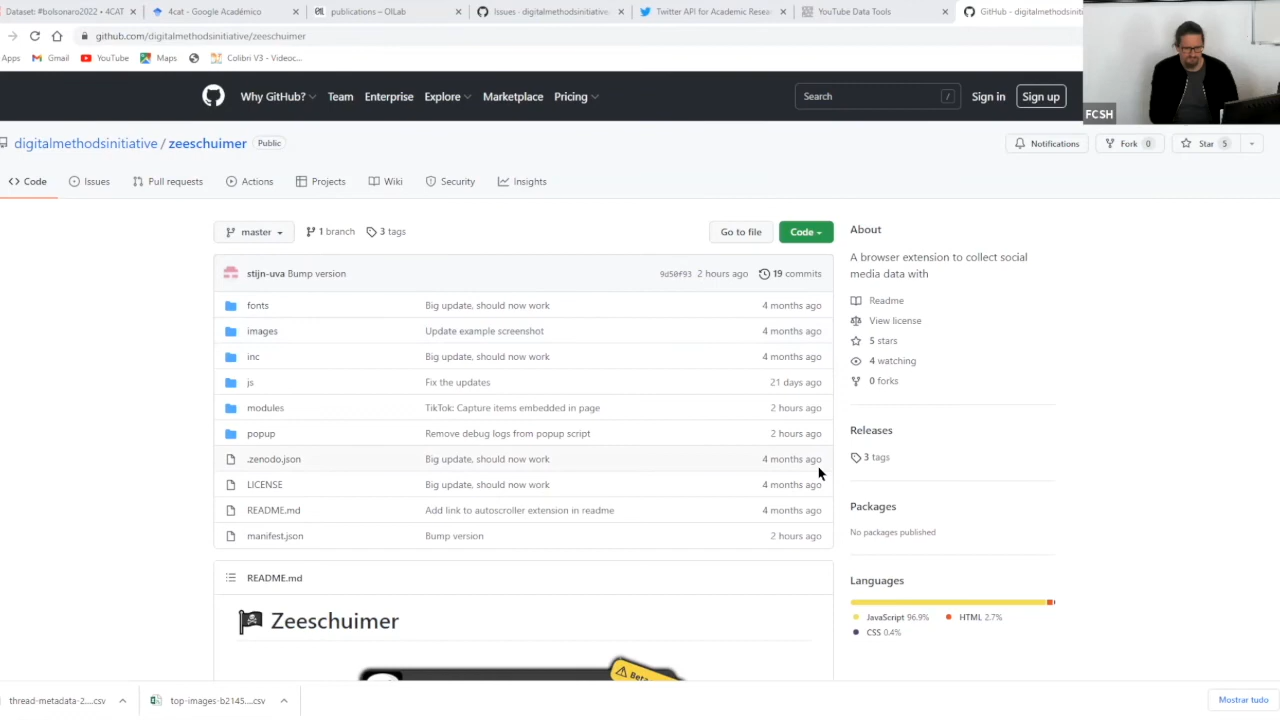 Dataset: #bolsonaro2022 • 4CAT
4cat - Google Académico
publications – OILab
Issues · digitalmethodsinitiative
Twitter API for Academic Resea
YouTube Data Tools
GitHub - digitalmethodsiniti
github.com/digitalmethodsinitiative/zeeschuimer
Apps
Gmail
YouTube
Maps
Colibri V3 - Videoc...
Why GitHub?
Team
Enterprise
Explore
Marketplace
Pricing
Search
/
Sign in
Sign up
FCSH
digitalmethodsinitiative / zeeschuimer
Public
Notifications
Fork 0
Star 5
Code
Issues
Pull requests
Actions
Projects
Wiki
Security
Insights
master
1 branch
3 tags
Go to file
Code
About
A browser extension to collect social
media data with
stijn-uva Bump version
9d50f93 2 hours ago
19 commits
fonts
Big update, should now work
4 months ago
Readme
images
Update example screenshot
4 months ago
View license
inc
Big update, should now work
4 months ago
5 stars
4 watching
js
Fix the updates
21 days ago
0 forks
modules
TikTok: Capture items embedded in page
2 hours ago
popup
Remove debug logs from popup script
2 hours ago
Releases
.zenodo.json
Big update, should now work
4 months ago
3 tags
LICENSE
Big update, should now work
4 months ago
README.md
Add link to autoscroller extension in readme
4 months ago
Packages
manifest.json
Bump version
2 hours ago
No packages published
README.md
Languages
Zeeschuimer
JavaScript 96.9%
HTML 2.7%
CSS 0.4%
Beta
thread-metadata-2....csv
top-images-b2145....csv
Mostrar tudo